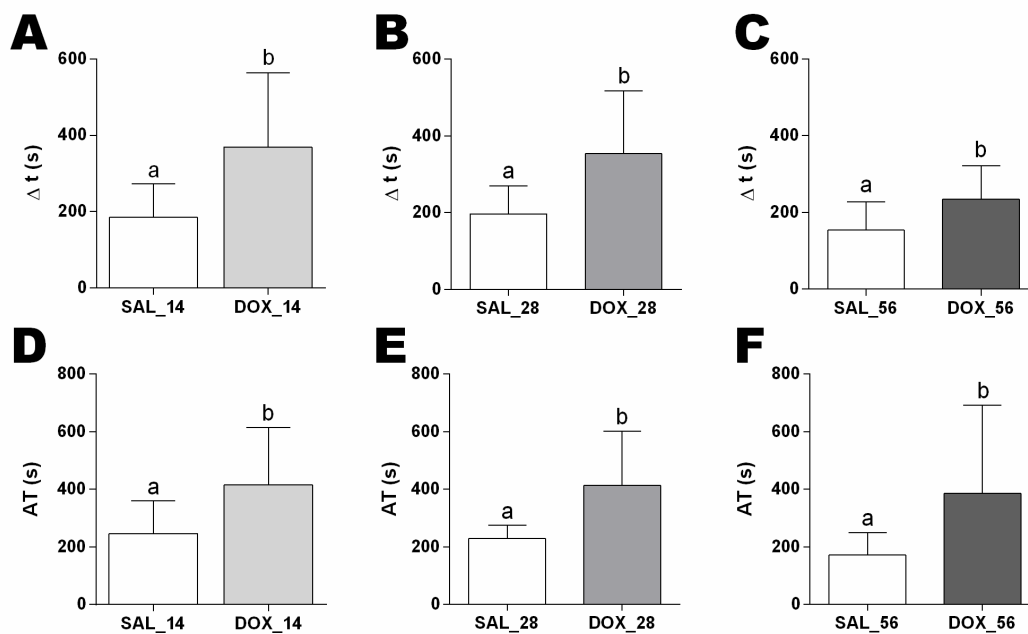 A
600
400
200
0
Δ t (s)
a
b
SAL_14
DOX_14
B
600
400
200
0
Δ t (s)
a
b
SAL_28
DOX_28
C
600
400
200
0
Δ t (s)
a
b
SAL_56
DOX_56
D
800
600
400
200
0
AT (s)
a
b
SAL_14
DOX_14
E
800
600
400
200
0
AT (s)
a
b
SAL_28
DOX_28
F
800
600
400
200
0
AT (s)
a
b
SAL_56
DOX_56